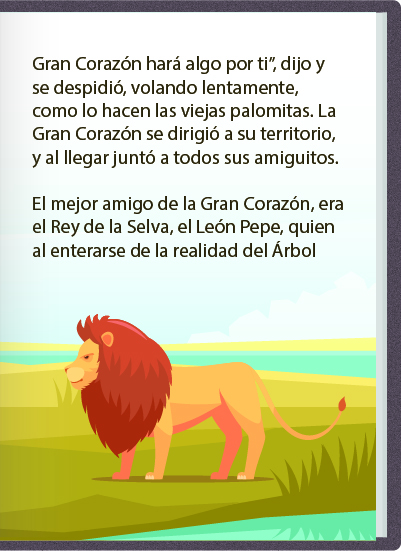 Gran Corazón hará algo por ti”, dijo y
se despidió, volando lentamente,
como lo hacen las viejas palomitas. La
Gran Corazón se dirigió a su territorio,
y al llegar juntó a todos sus amiguitos.
El mejor amigo de la Gran Corazón, era
el Rey de la Selva, el León Pepe, quien
al enterarse de la realidad del Árbol